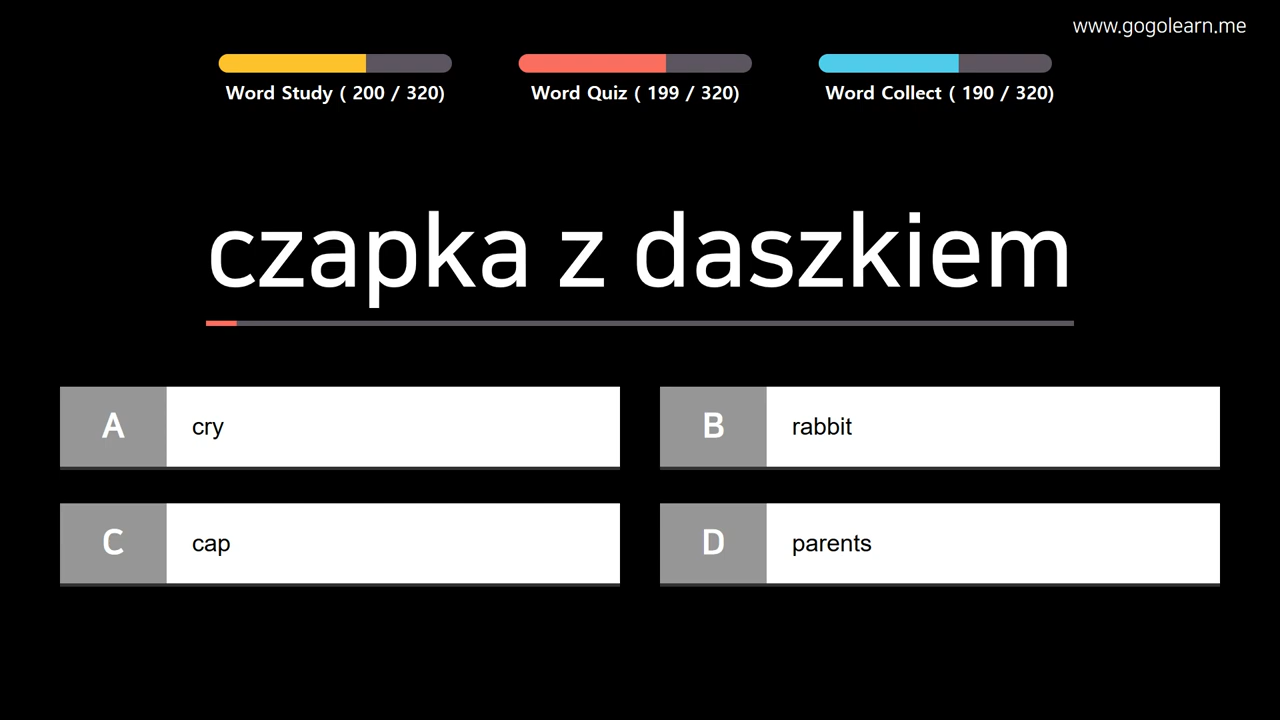 www.gogolearn.me
Word Study ( 200 / 320)
Word Quiz ( 199 / 320)
Word Collect ( 190 / 320)
czapka z daszkiem
A cry
B rabbit
C cap
D parents